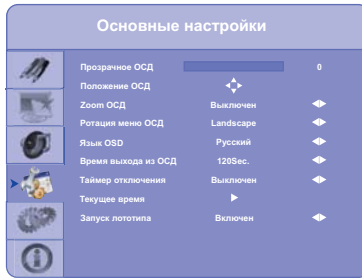 Основные настройки
Прозрачное ОСД 0
Положение ОСД
Zoom ОСД Выключен
Ротация меню ОСД Landscape
Язык OSD Русский
Время выхода из ОСД 120Sec.
Таймер отключения Выключен
Текущее время
Запуск лототипа Включен